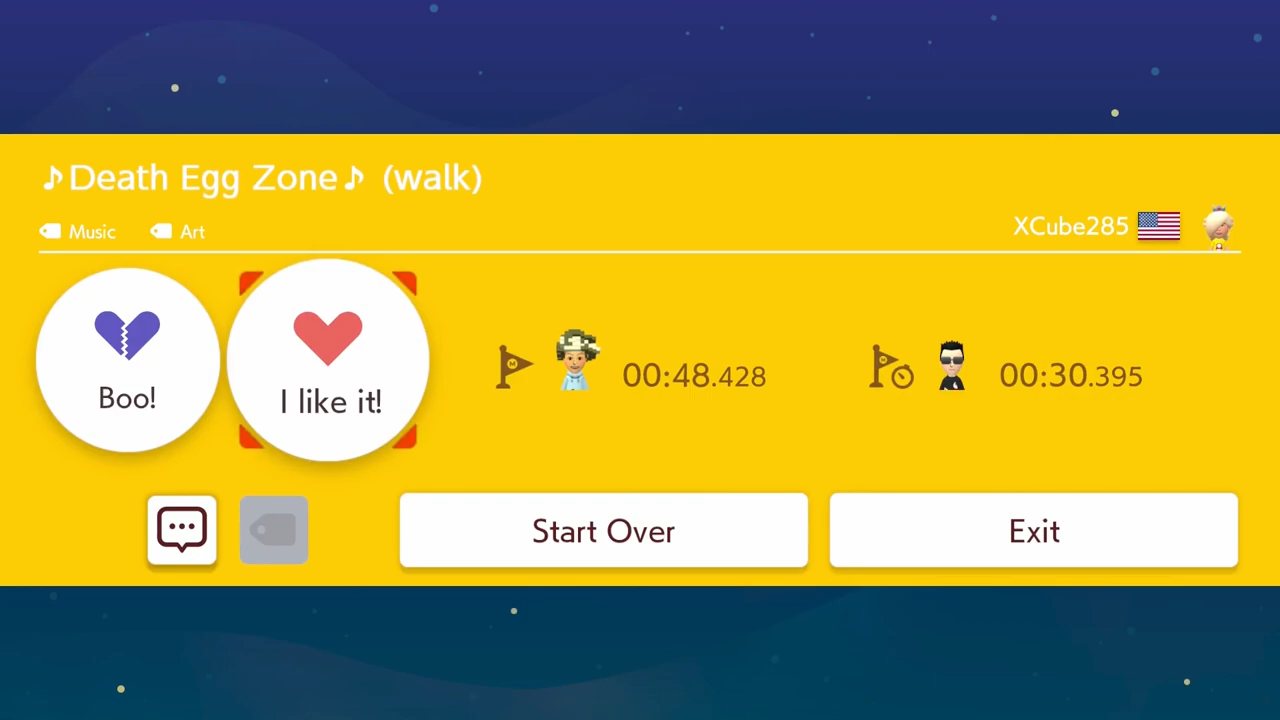 ♪Death Egg Zone♪ (walk)
Music Art
XCube285
Boo!
I like it!
M
00:48.428
M
00:30.395
Start Over
Exit